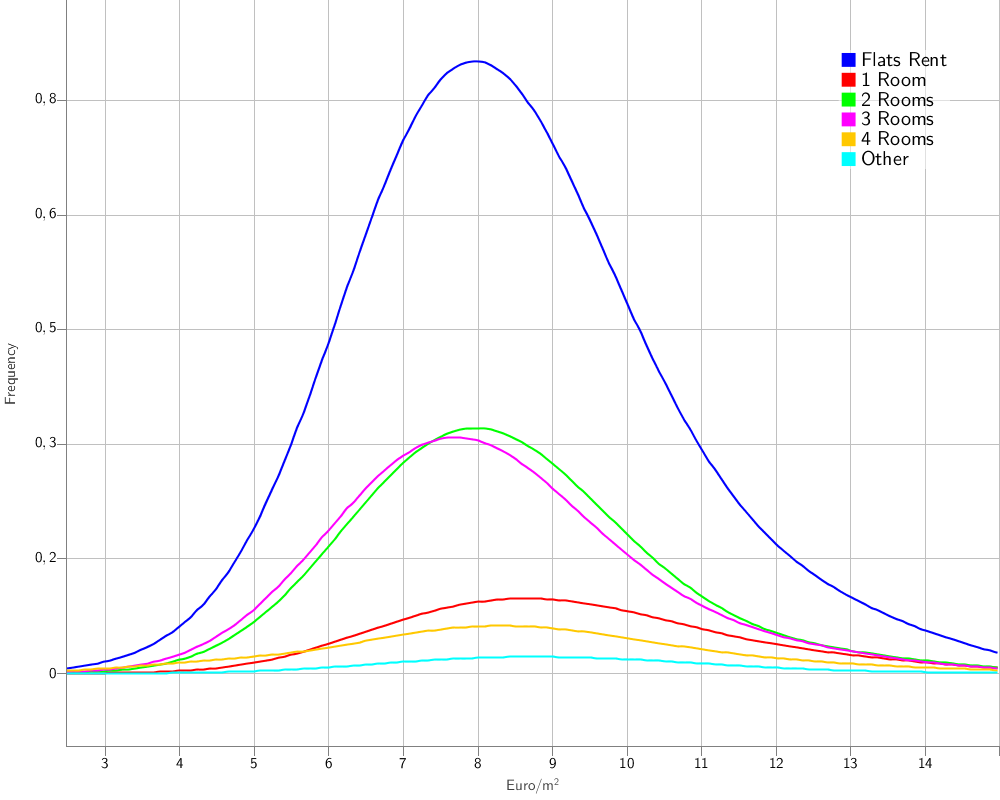 Flats Rent
1 Room
2 Rooms
3 Rooms
4 Rooms
Other
0, 8
0, 6
0, 5
0, 3
0, 2
0
Frequency
3 4 5 6 7 8 9 10 11 12 13 14
Euro/m²